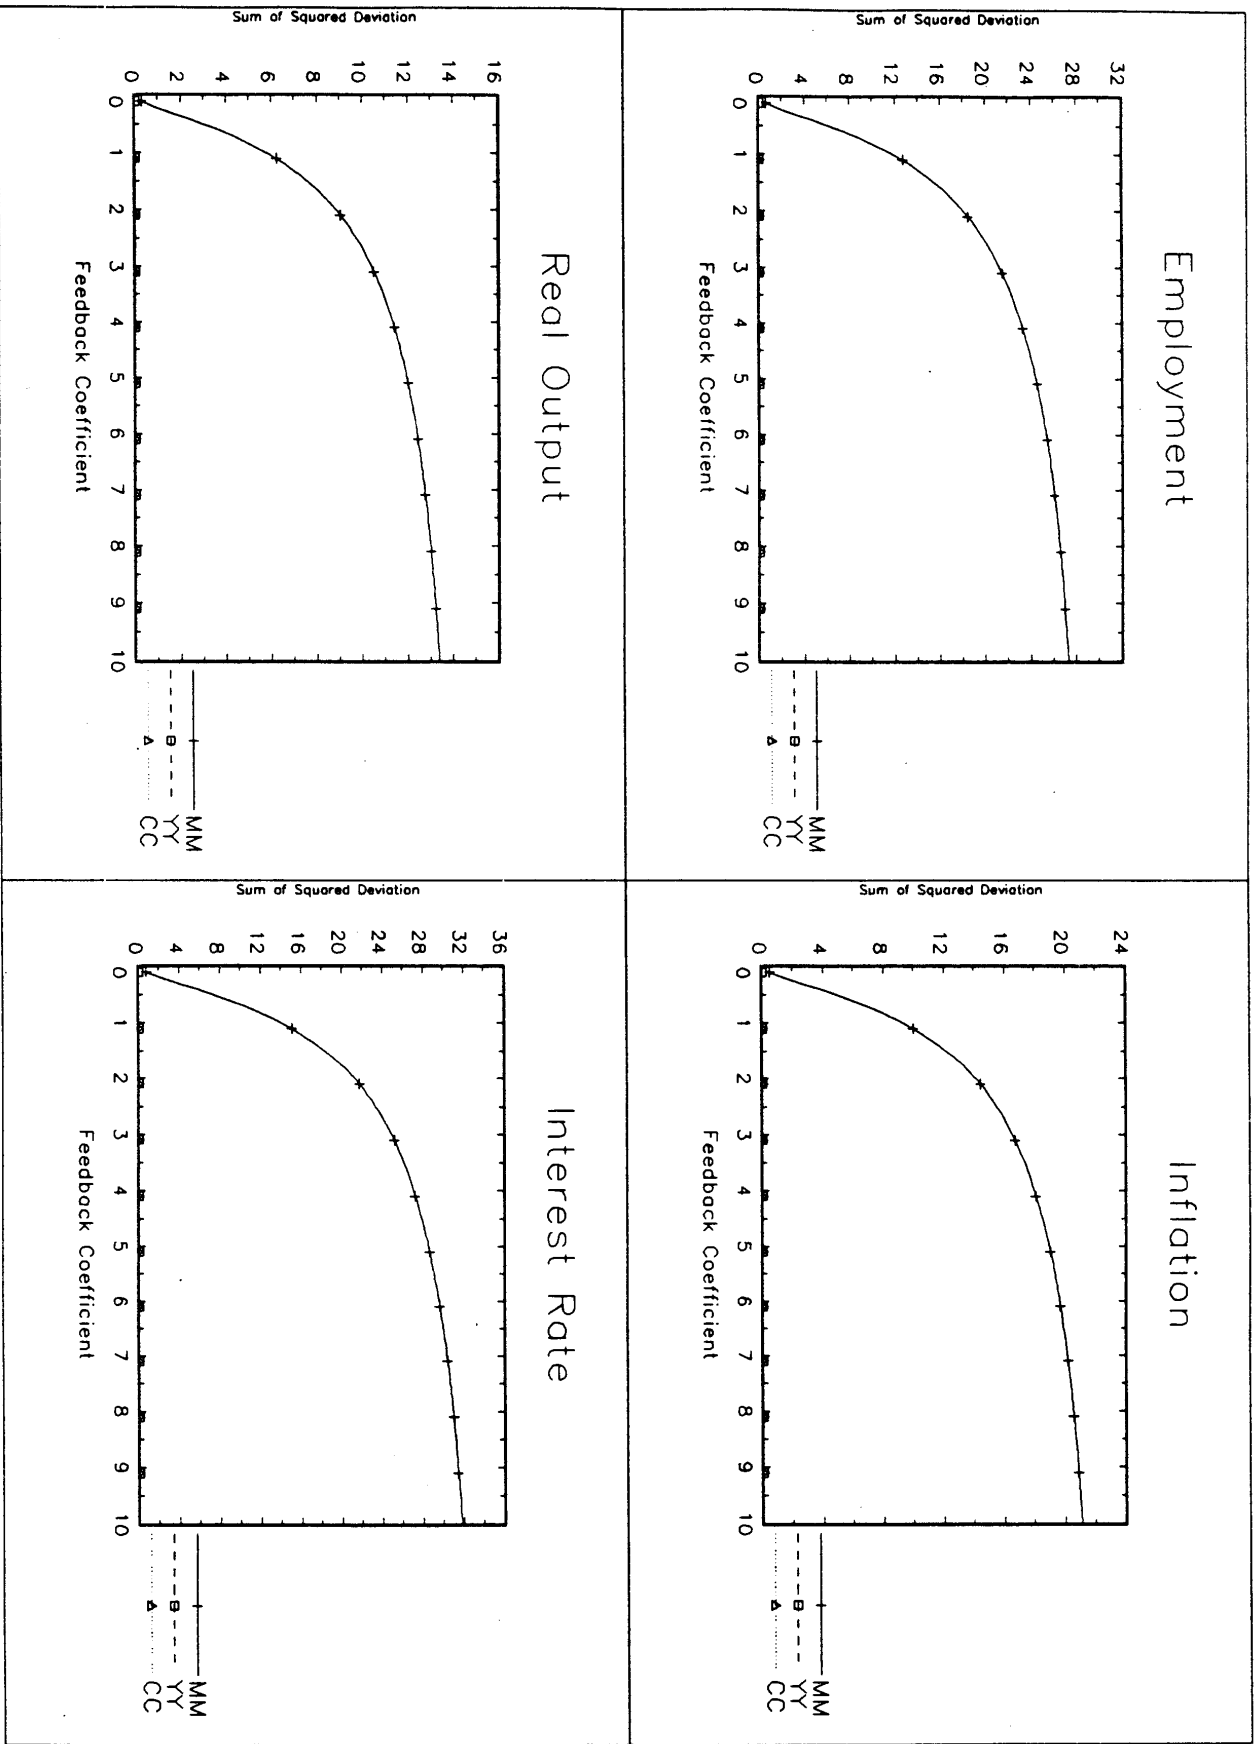 Employment
Sum of Squared Deviation
32
28
24
20
16
12
8
4
0
0 1 2 3 4 5 6 7 8 9 10
Feedback Coefficient
MM
YY
CC
Inflation
Sum of Squared Deviation
24
20
16
12
8
4
0
0 1 2 3 4 5 6 7 8 9 10
Feedback Coefficient
MM
YY
CC
Real Output
Sum of Squared Deviation
16
14
12
10
8
6
4
2
0
0 1 2 3 4 5 6 7 8 9 10
Feedback Coefficient
MM
YY
CC
Interest Rate
Sum of Squared Deviation
36
32
28
24
20
16
12
8
4
0
0 1 2 3 4 5 6 7 8 9 10
Feedback Coefficient
MM
YY
CC